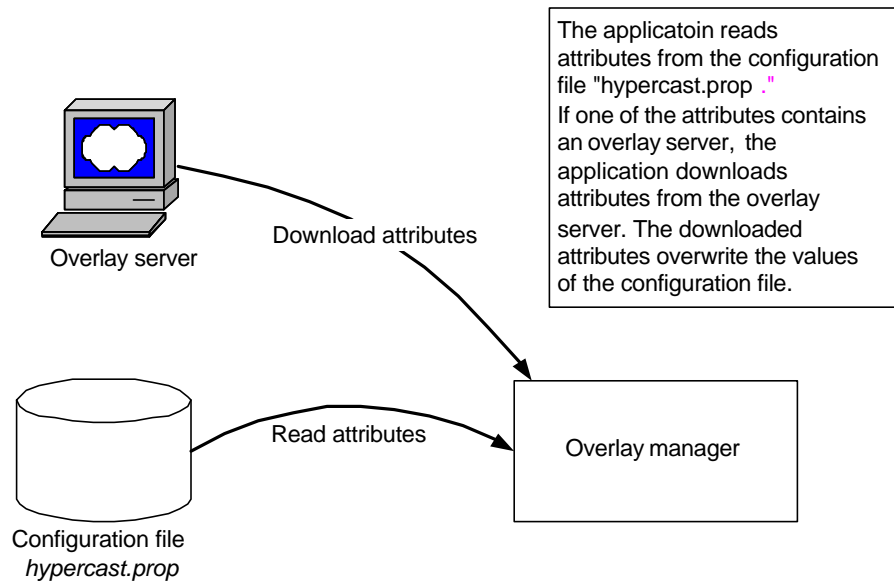 The applicatoin reads
attributes from the configuration
file "hypercast.prop ."
If one of the attributes contains
an overlay server, the
application downloads
attributes from the overlay
server. The downloaded
attributes overwrite the values
of the configuration file.
Overlay server
Download attributes
Read attributes
Overlay manager
Configuration file
hypercast.prop